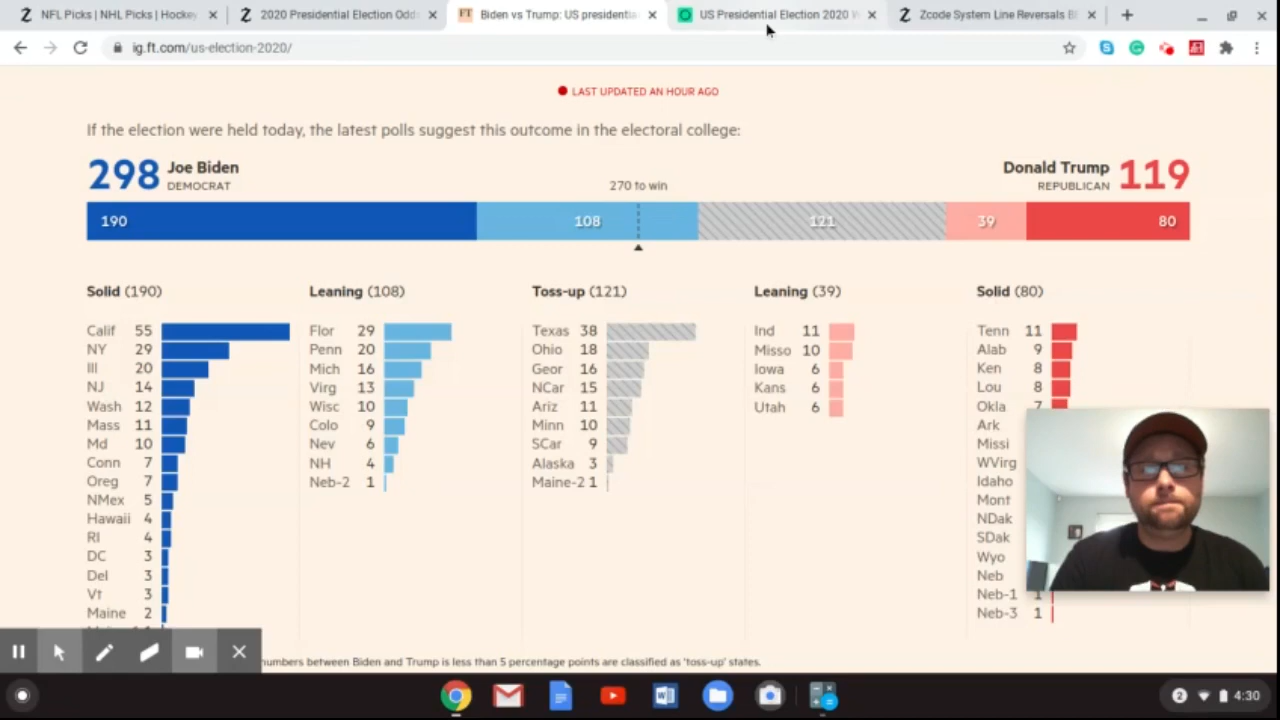 NFL Picks | NHL Picks | Hockey
2020 Presidential Election Odd
FT Biden vs Trump: US presidentia
US Presidential Election 2020 W
Zcode System Line Reversals B
ig.ft.com/us-election-2020/
LAST UPDATED AN HOUR AGO
If the election were held today, the latest polls suggest this outcome in the electoral college:
298 Joe Biden
DEMOCRAT
270 to win
Donald Trump 119
REPUBLICAN
190 108 121 39 80
Solid (190)
Calif 55
NY 29
Ill 20
NJ 14
Wash 12
Mass 11
Md 10
Conn 7
Oreg 7
NMex 5
Hawaii 4
RI 4
DC 3
Del 3
Vt 3
Maine 2
Leaning (108)
Flor 29
Penn 20
Mich 16
Virg 13
Wisc 10
Colo 9
Nev 6
NH 4
Neb-2 1
Toss-up (121)
Texas 38
Ohio 18
Geor 16
NCar 15
Ariz 11
Minn 10
SCar 9
Alaska 3
Maine-2 1
Leaning (39)
Ind 11
Misso 10
Iowa 6
Kans 6
Utah 6
Solid (80)
Tenn 11
Alab 9
Ken 8
Lou 8
Okla 7
Ark
Missi
WVirg
Idaho
Mont
NDak
SDak
Wyo
Neb
Neb-1 1
Neb-3 1
numbers between Biden and Trump is less than 5 percentage points are classified as 'toss-up' states.
2 4:30